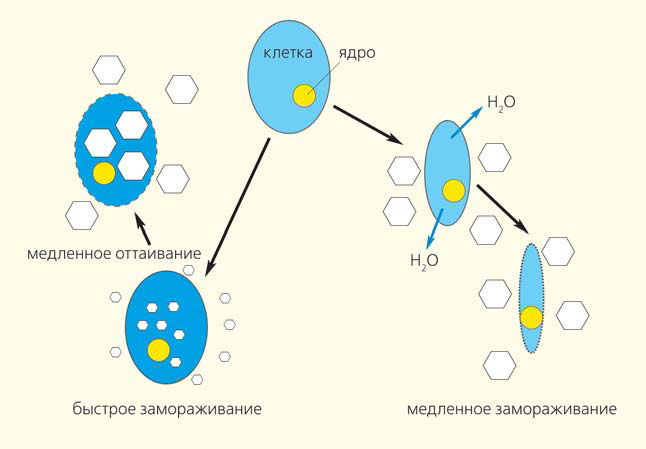 клетка
ядро
H₂O
H₂O
медленное оттаивание
быстрое замораживание
медленное замораживание